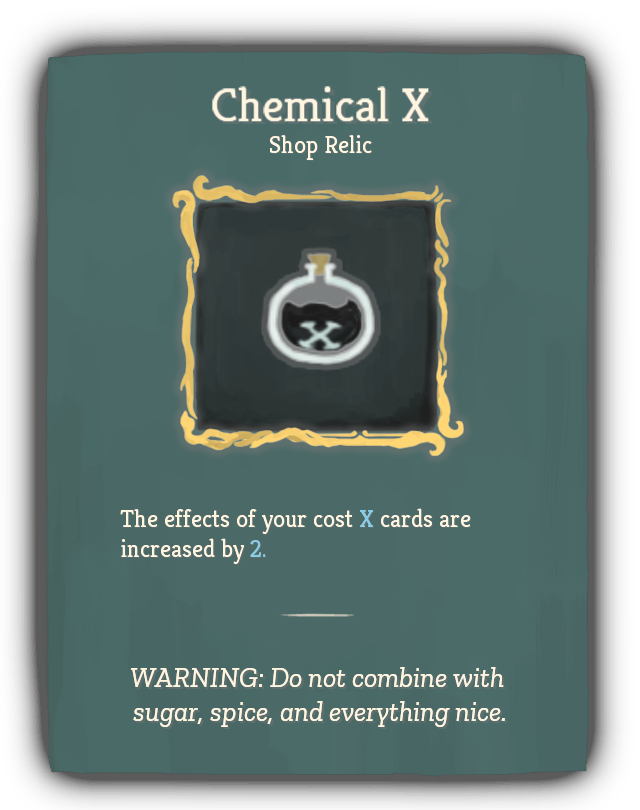 Chemical X
Shop Relic
X
The effects of your cost X cards are
increased by 2.
WARNING: Do not combine with
sugar, spice, and everything nice.